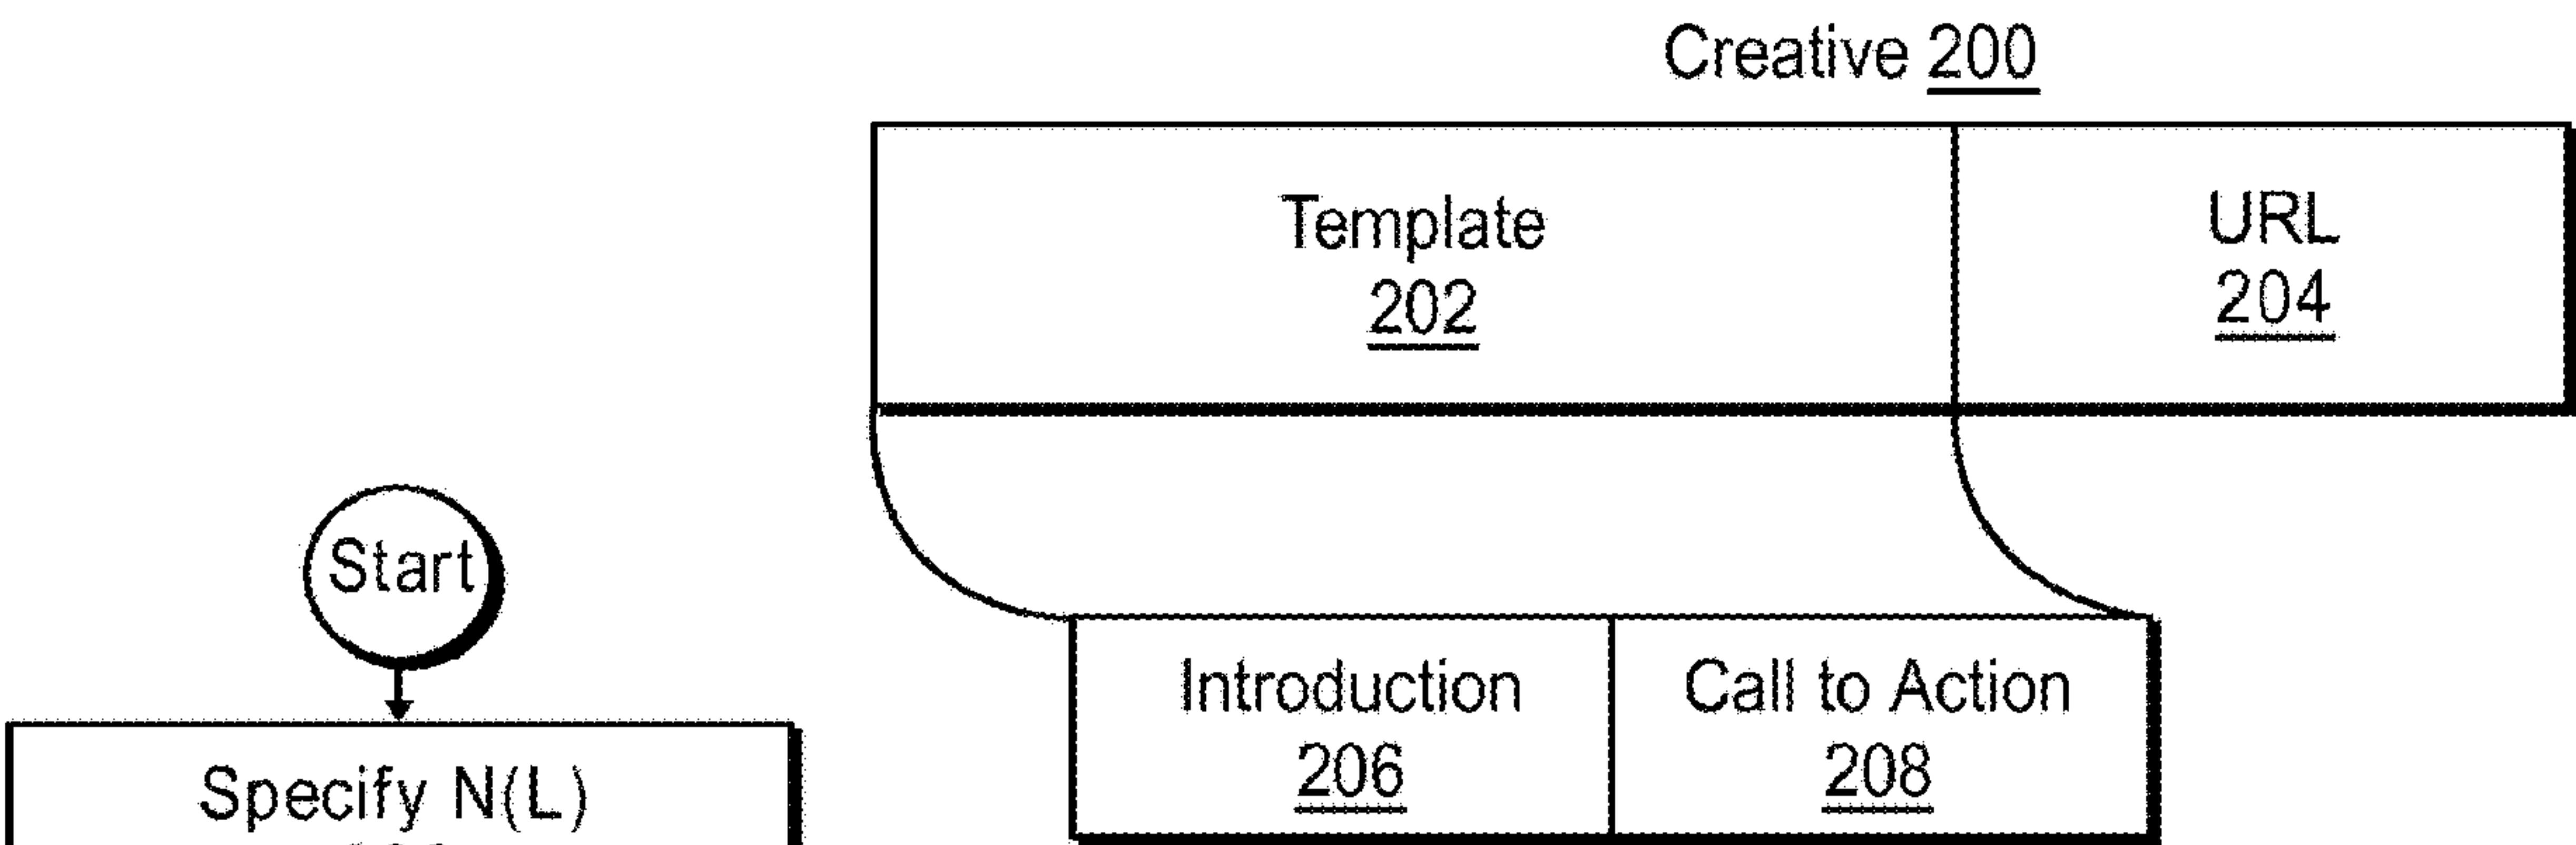 Creative 200
Template
202
URL
204
Start
Introduction
206
Call to Action
208
Specify N(L)